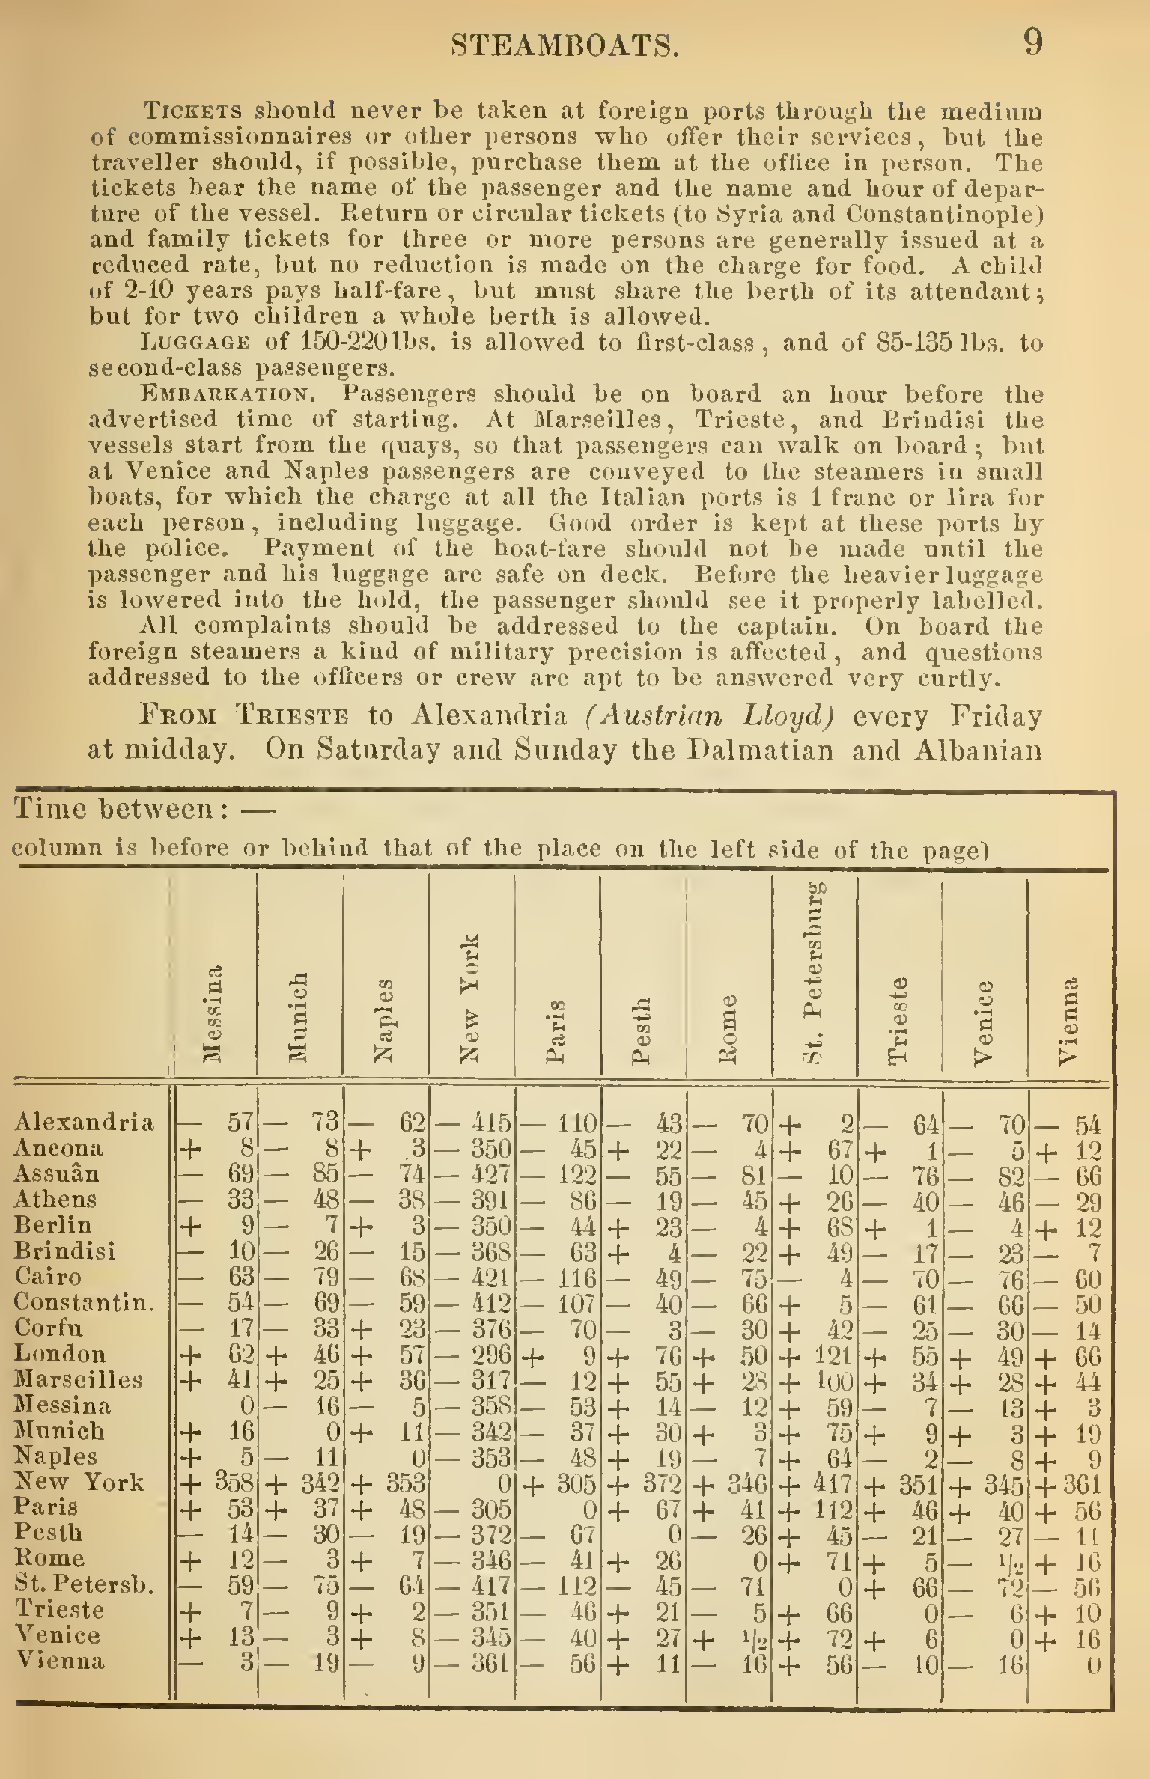 STEAMBOATS. 9
TICKETS should never be taken at foreign ports through the medium
of commissionnaires or other persons who offer their services, but the
traveller should, if possible, purchase them at the office in person. The
tickets bear the name of the passenger and the name and hour of depar-
ture of the vessel. Return or circular tickets (to Syria and Constantinople)
and family tickets for three or more persons are generally issued at a
reduced rate, but no reduction is made on the charge for food. A child
of 2-10 years pays half-fare, but must share the berth of its attendant;
but for two children a whole berth is allowed.
LUGGAGE of 150-220 lbs. is allowed to first-class, and of 85-135 lbs. to
second-class passengers.
EMBARKATION. Passengers should be on board an hour before the
advertised time of starting. At Marseilles, Trieste, and Brindisi the
vessels start from the quays, so that passengers can walk on board; but
at Venice and Naples passengers are conveyed to the steamers in small
boats, for which the charge at all the Italian ports is 1 franc or lira for
each person, including luggage. Good order is kept at these ports by
the police. Payment of the boat-fare should not be made until the
passenger and his luggage are safe on deck. Before the heavier luggage
is lowered into the hold, the passenger should see it properly labelled.
All complaints should be addressed to the captain. On board the
foreign steamers a kind of military precision is affected, and questions
addressed to the officers or crew are apt to be answered very curtly.
FROM TRIESTE to Alexandria (Austrian Lloyd) every Friday
at midday. On Saturday and Sunday the Dalmatian and Albanian
Time between: —
column is before or behind that of the place on the left side of the page)
Messina Munich Naples New York Paris Pesth Rome St. Petersburg Trieste Venice Vienna
Alexandria — 57 — 73 — 62 — 415 — 110 — 43 — 70 + 2 — 64 — 70 — 54
Ancona + 8 — 8 + 3 — 350 — 45 + 22 — 4 + 67 + 1 — 5 + 12
Assuân — 69 — 85 — 74 — 427 — 122 — 55 — 81 — 10 — 76 — 82 — 66
Athens — 33 — 48 — 38 — 391 — 86 — 19 — 45 + 26 — 40 — 46 — 29
Berlin + 9 — 7 + 3 — 350 — 44 + 23 — 4 + 68 + 1 — 4 + 12
Brindisi — 10 — 26 — 15 — 368 — 63 + 4 — 22 + 49 — 17 — 23 — 7
Cairo — 63 — 79 — 68 — 421 — 116 — 49 — 75 — 4 — 70 — 76 — 60
Constantin. — 54 — 69 — 59 — 412 — 107 — 40 — 66 + 5 — 61 — 66 — 50
Corfu — 17 — 33 + 23 — 376 — 70 — 3 — 30 + 42 — 25 — 30 — 14
London + 62 + 46 + 57 — 296 + 9 + 76 + 50 + 121 + 55 + 49 + 66
Marseilles + 41 + 25 + 36 — 317 — 12 + 55 + 28 + 100 + 34 + 28 + 44
Messina 0 — 16 — 5 — 358 — 53 + 14 — 12 + 59 — 7 — 13 + 3
Munich + 16 0 + 11 — 342 — 37 + 30 + 3 + 75 + 9 + 3 + 19
Naples + 5 — 11 0 — 353 — 48 + 19 — 7 + 64 — 2 — 8 + 9
New York + 358 + 342 + 353 0 + 305 + 372 + 346 + 417 + 351 + 345 + 361
Paris + 53 + 37 + 48 — 305 0 + 67 + 41 + 112 + 46 + 40 + 56
Pesth — 14 — 30 — 19 — 372 — 67 0 — 26 + 45 — 21 — 27 — 11
Rome + 12 — 3 + 7 — 346 — 41 + 26 0 + 71 + 5 — 1/2 + 16
St. Petersb. — 59 — 75 — 64 — 417 — 112 — 45 — 71 0 + 66 — 72 — 56
Trieste + 7 — 9 + 2 — 351 — 46 + 21 — 5 + 66 0 — 6 + 10
Venice + 13 — 3 + 8 — 345 — 40 + 27 + 1/2 + 72 + 6 0 + 16
Vienna — 3 — 19 — 9 — 361 — 56 + 11 — 16 + 56 — 10 — 16 0